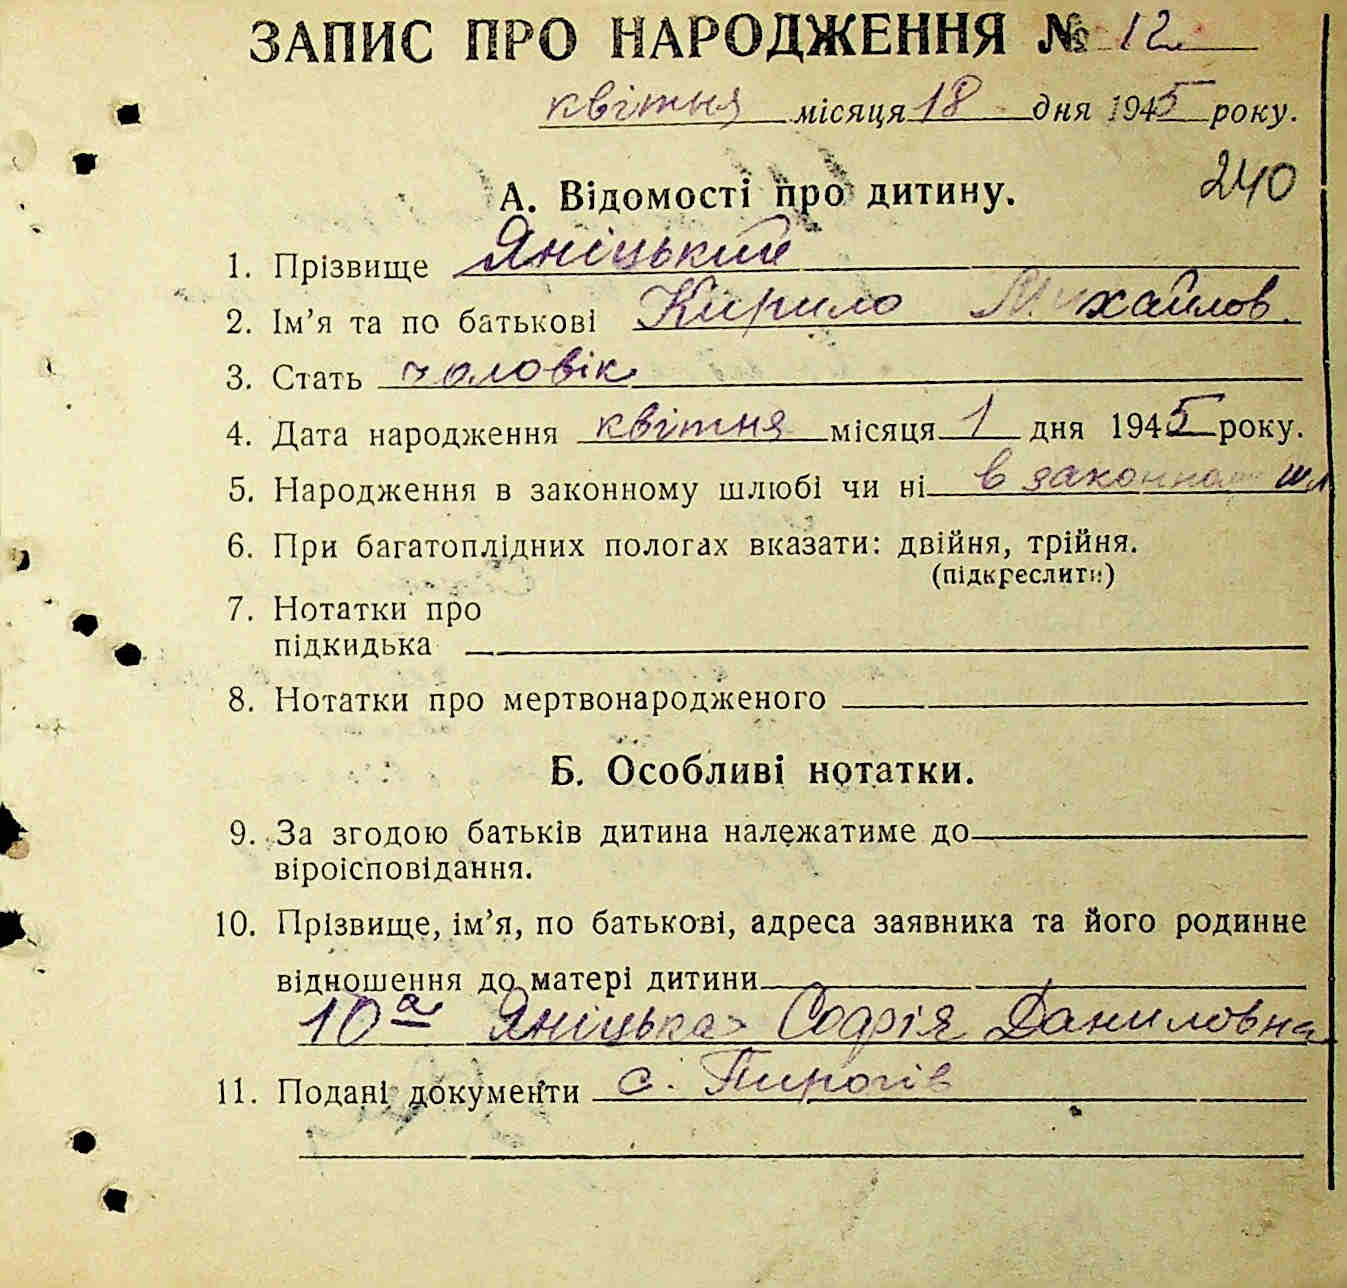 ЗАПИС ПРО НАРОДЖЕННЯ № 12
квітня місяця 18 дня 1945 року.
240
А. Відомості про дитину.
1. Прізвище Яніцький
2. Ім'я та по батькові Кирило Михайлов.
3. Стать чоловік
4. Дата народження квітня місяця 1 дня 1945 року.
5. Народження в законному шлюбі чи ні в законном шл
6. При багатоплідних пологах вказати: двійня, трійня.
(підкреслити)
7. Нотатки про
підкидька
8. Нотатки про мертвонародженого
Б. Особливі нотатки.
9. За згодою батьків дитина належатиме до
віроісповідання.
10. Прізвище, ім'я, по батькові, адреса заявника та його родинне
відношення до матері дитини
10а Яніцька Софія Даниловна
11. Подані документи с. Пирогів